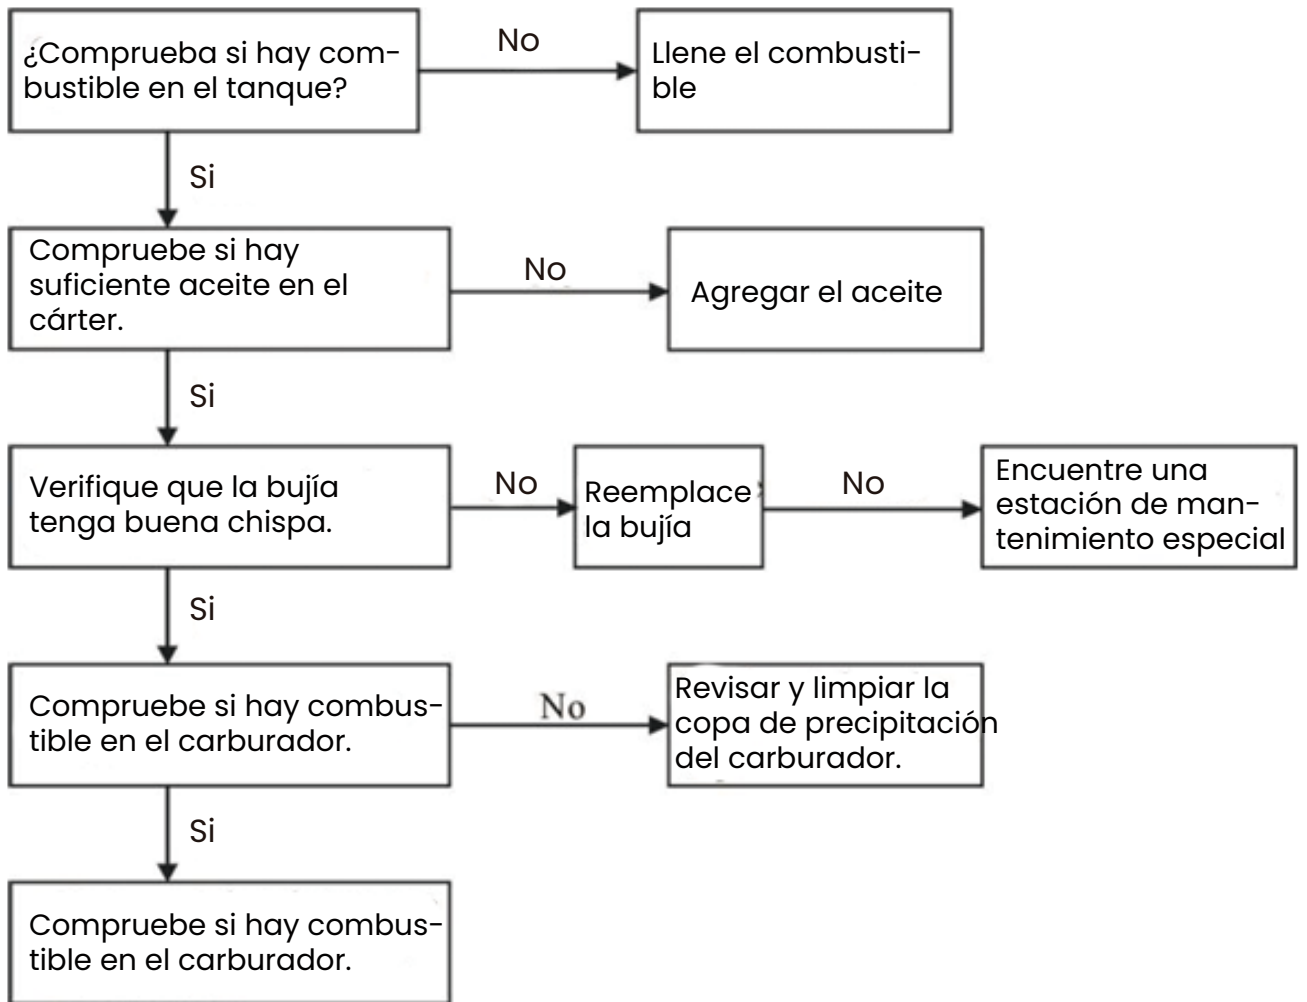 ¿Comprueba si hay com-
bustible en el tanque?
No
Llene el combusti-
ble
Si
Compruebe si hay
suficiente aceite en el
cárter.
No
Agregar el aceite
Si
Verifique que la bujía
tenga buena chispa.
No
Reemplace
la bujía
No
Encuentre una
estación de man-
tenimiento especial
Si
Compruebe si hay combus-
tible en el carburador.
No
Revisar y limpiar la
copa de precipitación
del carburador.
Si
Compruebe si hay combus-
tible en el carburador.